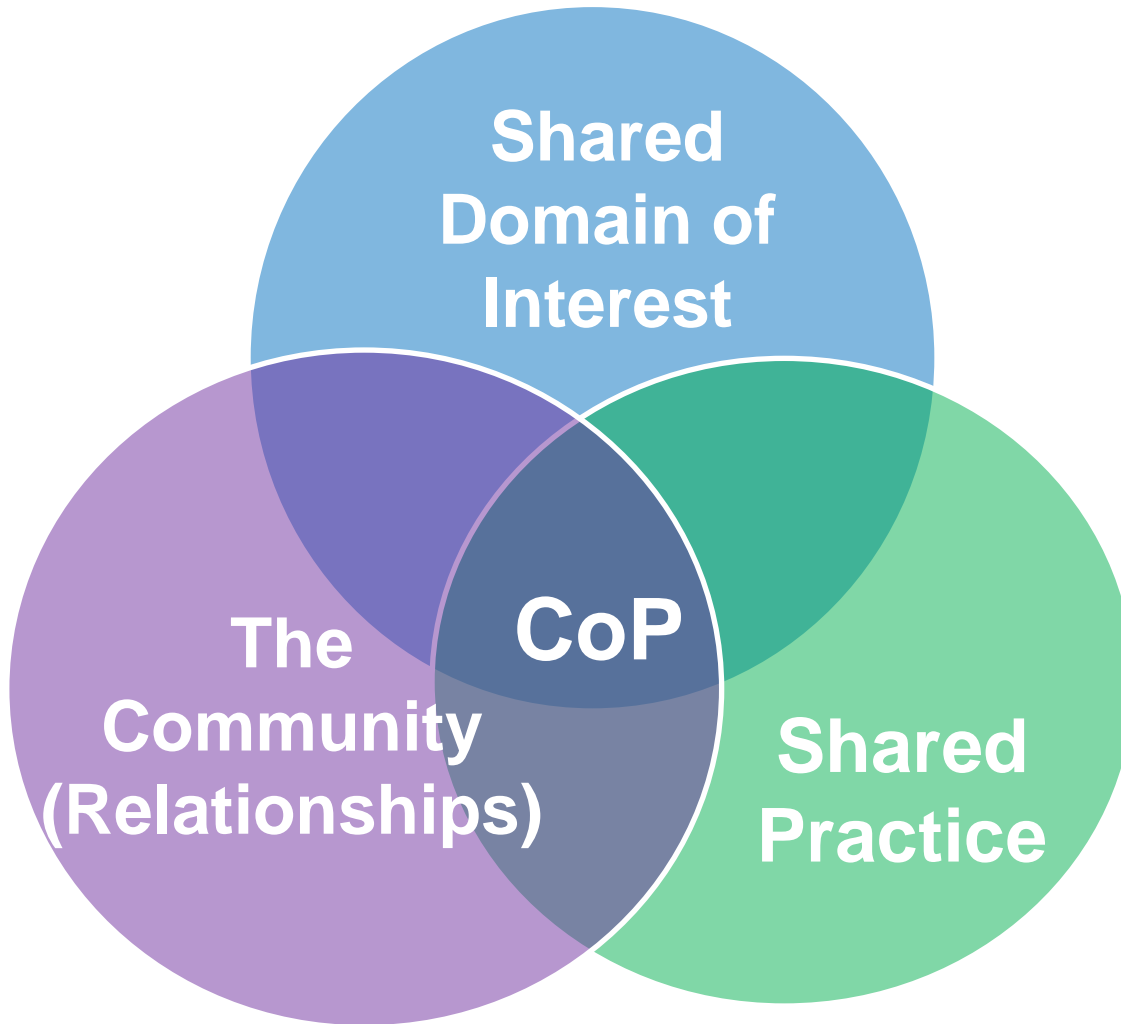 Shared
Domain of
Interest
CoP
The
Community
(Relationships)
Shared
Practice